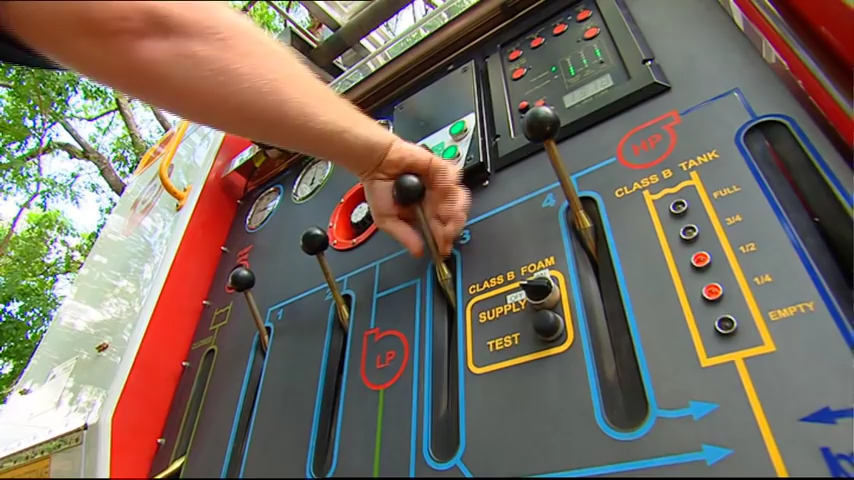 HP
CLASS B TANK
FULL
3/4
1/2
1/4
EMPTY
4
3
1
CLASS B FOAM
OFF
SUPPLY
TEST
LP